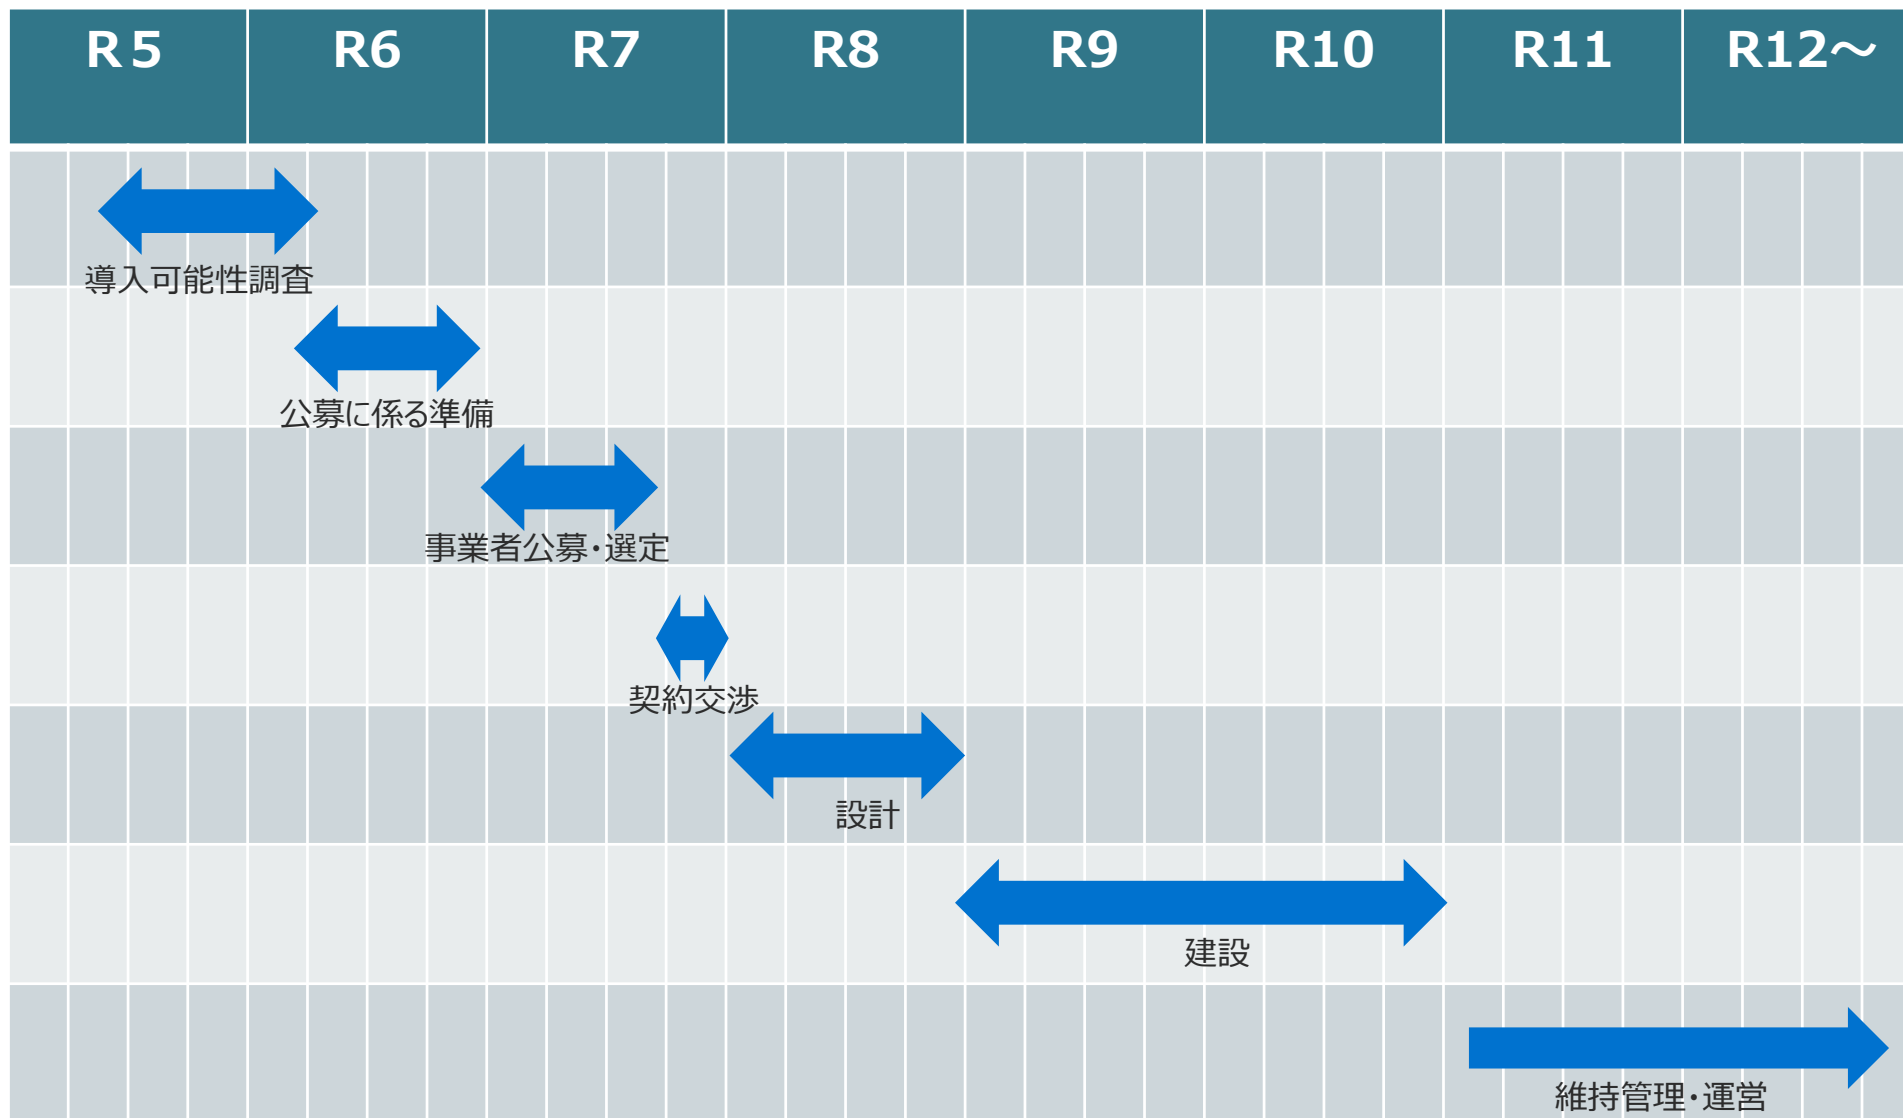 R5 R6 R7 R8 R9 R10 R11 R12～
導入可能性調査
公募に係る準備
事業者公募・選定
契約交渉
設計
建設
維持管理・運営